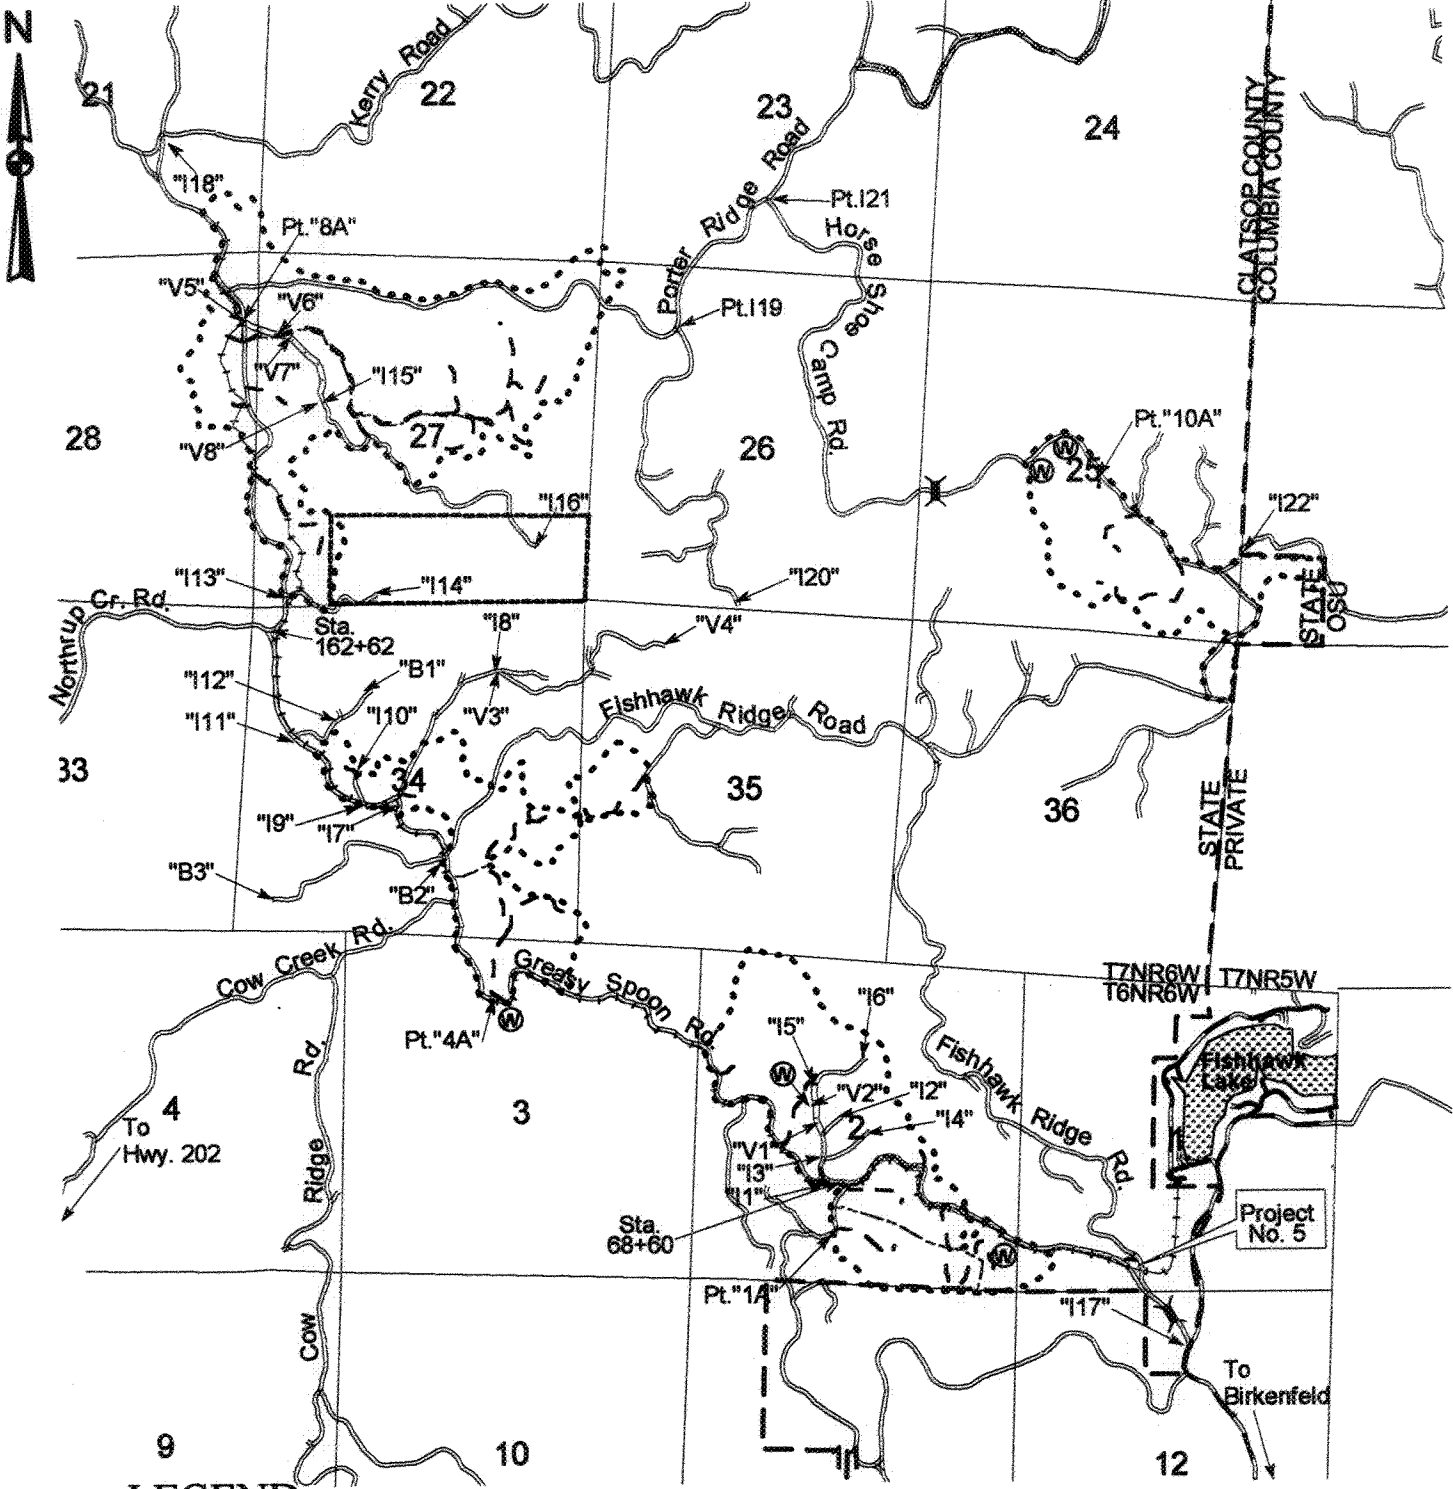 N
21
Kerry Road
22
23
24
CLATSOP COUNTY
COLUMBIA COUNTY
"I18"
Pt."8A"
Porter Ridge Road
Pt.I21
Horse Shoe Camp Rd.
"V5"
"V6"
Pt.I19
"V7"
"I15"
28
"V8"
27
26
Pt."10A"
W
W
25
"I16"
"I22"
"I13"
"I14"
"I20"
Northrup Cr. Rd.
Sta.
162+62
"I8"
"V4"
STATE
OSU
"I12"
"B1"
"I11"
"I10"
"V3"
Fishhawk Ridge Road
33
34
35
36
"I9"
"I7"
STATE
PRIVATE
"B3"
"B2"
Cow Creek Rd.
Greasy Spoon Rd.
T7NR6W
T7NR5W
T6NR6W
Pt."4A"
W
"I6"
"I5"
W
"V2"
"I2"
"I4"
Fishhawk Ridge Rd.
Fishhawk
Lake
4
3
2
1
To
Hwy. 202
Cow Ridge Rd.
"V1"
"I3"
"I1"
Sta.
68+60
W
Project
No. 5
Pt."1A"
"I17"
To
Birkenfeld
9
10
11
12
LEGEND